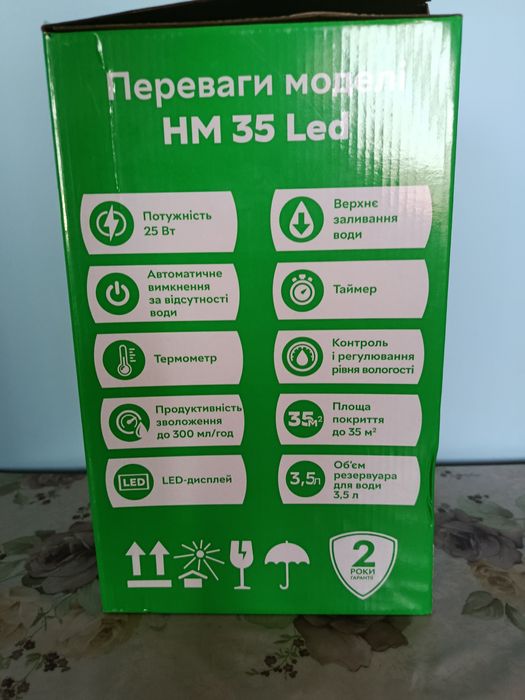 Переваги моделі
HM 35 Led
Потужність
25 Вт
Верхнє
заливання
води
Автоматичне
вимкнення
за відсутності
води
Таймер
Термометр
Контроль
і регулювання
рівня вологості
Продуктивність
зволоження
до 300 мл/год
35м²
Площа
покриття
до 35 м²
LED
LED-дисплей
3,5л
Об'єм
резервуара
для води
3,5 л
2
РОКИ
ГАРАНТІЇ